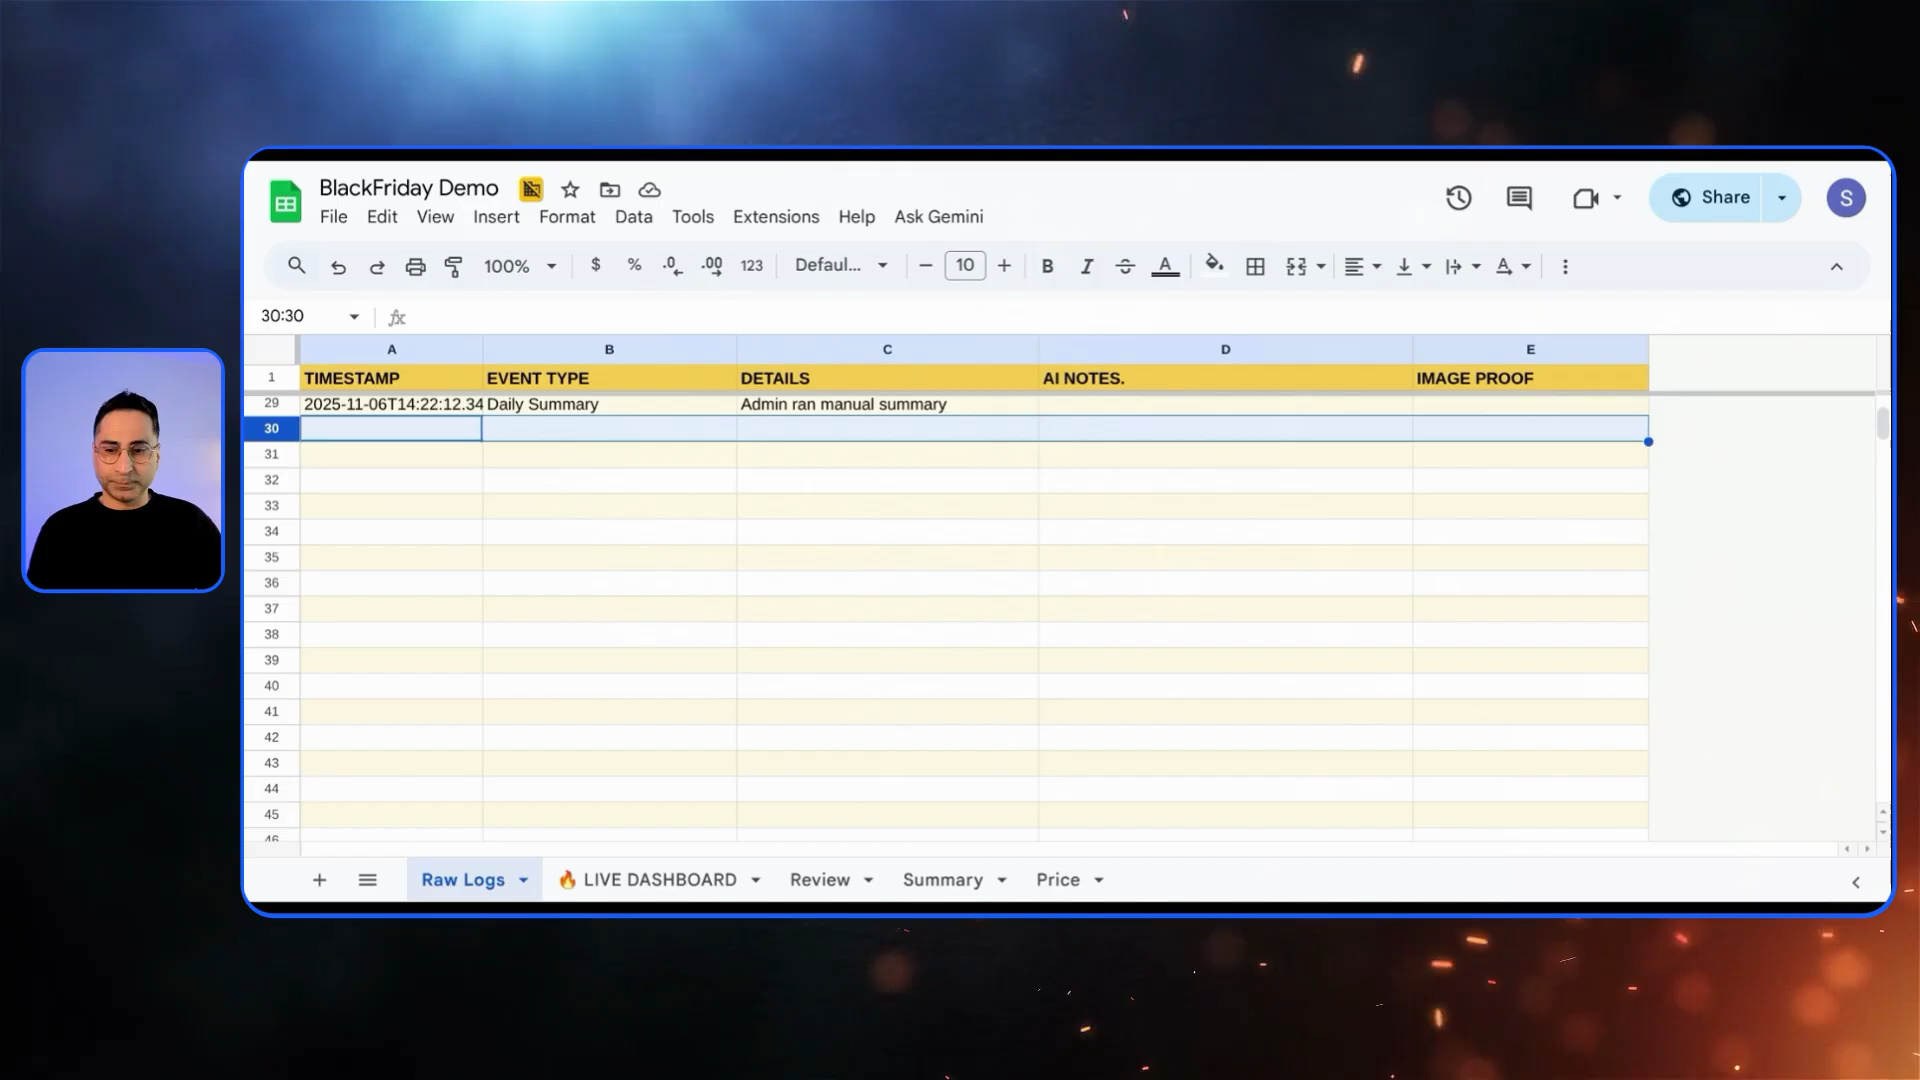 BlackFriday Demo
File Edit View Insert Format Data Tools Extensions Help Ask Gemini
Share
S
100% $ % .0 .00 123 Defaul... 10 B I A
30:30 fx
A B C D E
1 TIMESTAMP EVENT TYPE DETAILS AI NOTES. IMAGE PROOF
29 2025-11-06T14:22:12.34 Daily Summary Admin ran manual summary
30
31
32
33
34
35
36
37
38
39
40
41
42
43
44
45
46
Raw Logs 🔥 LIVE DASHBOARD Review Summary Price